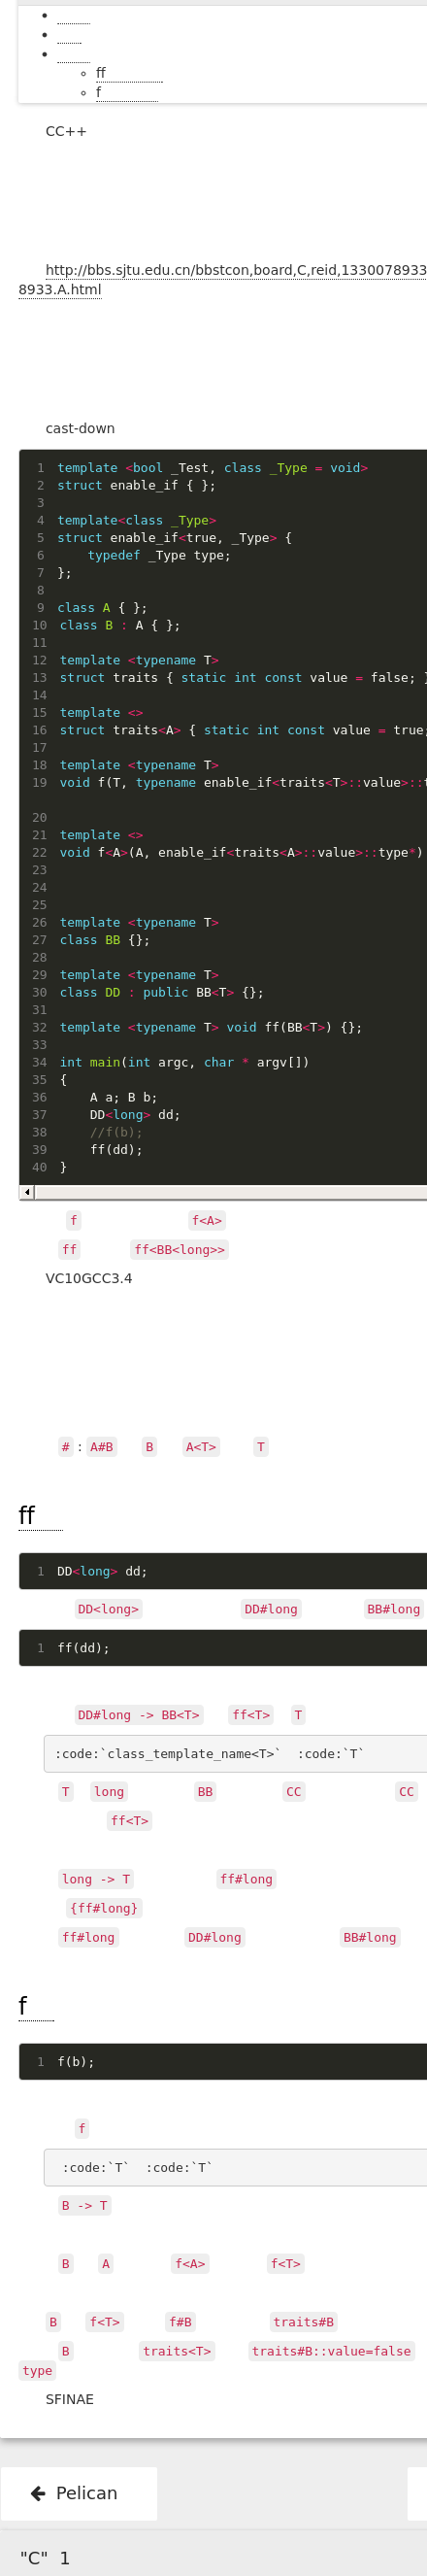 ff
f
CC++
http://bbs.sjtu.edu.cn/bbstcon,board,C,reid,1330078933
8933.A.html
cast-down
1 template <bool _Test, class _Type = void>
2 struct enable_if { };
3
4 template<class _Type>
5 struct enable_if<true, _Type> {
6     typedef _Type type;
7 };
8
9 class A { };
10 class B : A { };
11
12 template <typename T>
13 struct traits { static int const value = false; }
14
15 template <>
16 struct traits<A> { static int const value = true;
17
18 template <typename T>
19 void f(T, typename enable_if<traits<T>::value>::t
20
21 template <>
22 void f<A>(A, enable_if<traits<A>::value>::type*)
23
24
25
26 template <typename T>
27 class BB {};
28
29 template <typename T>
30 class DD : public BB<T> {};
31
32 template <typename T> void ff(BB<T>) {};
33
34 int main(int argc, char * argv[])
35 {
36     A a; B b;
37     DD<long> dd;
38     //f(b);
39     ff(dd);
40 }
f f<A>
ff ff<BB<long>>
VC10GCC3.4
# : A#B B A<T> T
ff
1 DD<long> dd;
DD<long> DD#long BB#long
1 ff(dd);
DD#long -> BB<T> ff<T> T
:code:`class_template_name<T>` :code:`T`
T long BB CC CC
ff<T>
long -> T ff#long
{ff#long}
ff#long DD#long BB#long
f
1 f(b);
f
:code:`T` :code:`T`
B -> T
B A f<A> f<T>
B f<T> f#B traits#B
B traits<T> traits#B::value=false
type
SFINAE
Pelican
"C" 1